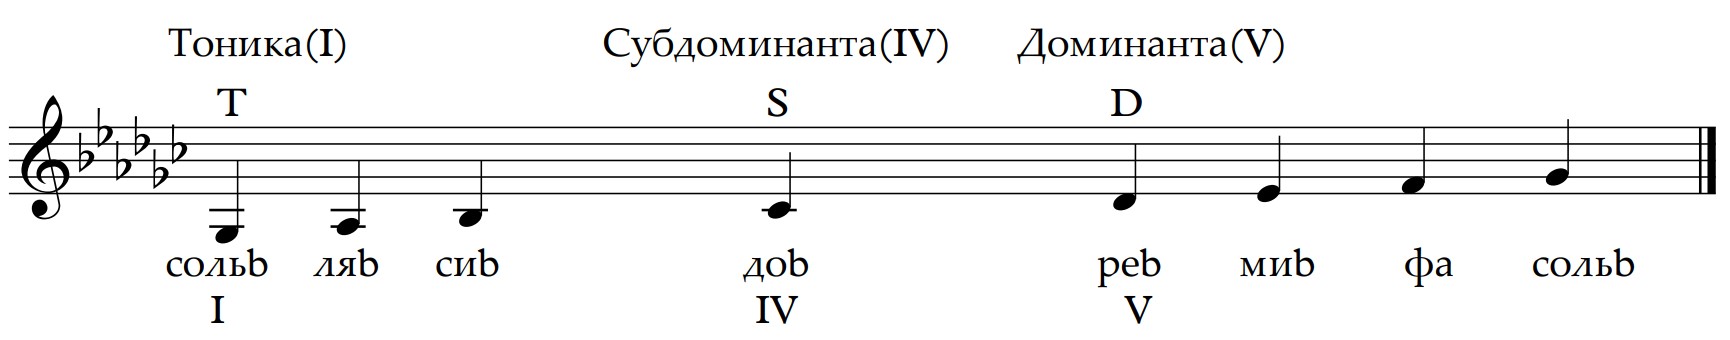 Тоника(I) Субдоминанта(IV) Доминанта(V)
T S D
сольb ляb сиb доb реb миb фа сольb
I IV V